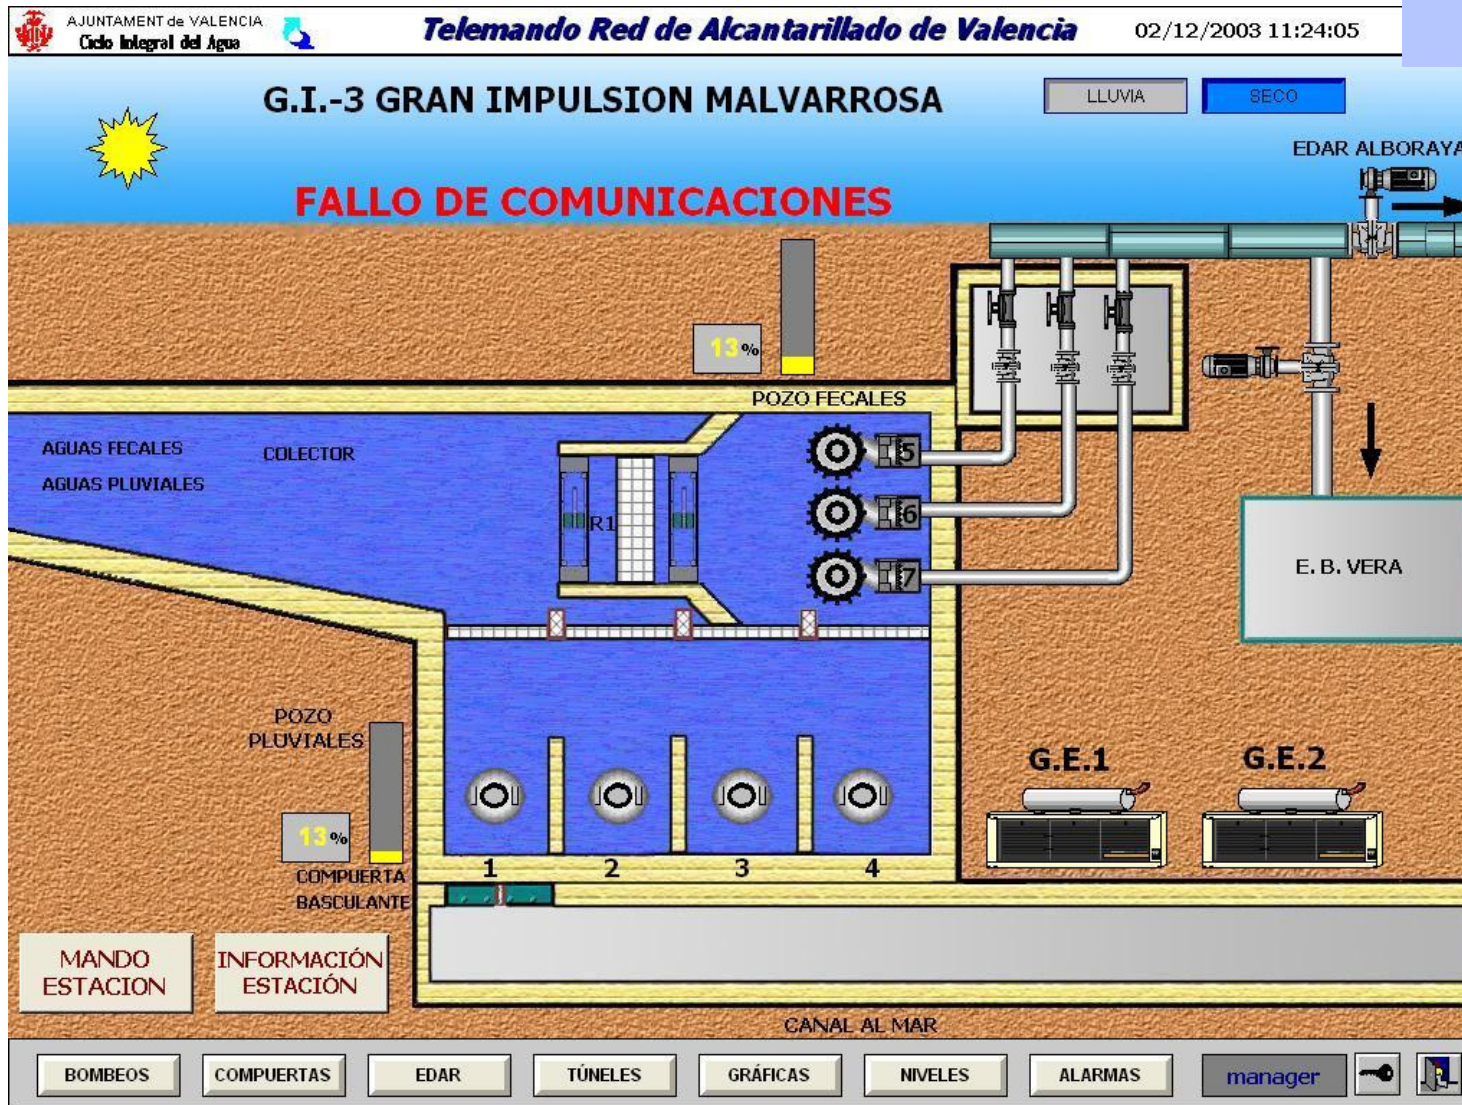 AJUNTAMENT de VALENCIA
Ciclo Integral del Agua
Telemando Red de Alcantarillado de Valencia
02/12/2003 11:24:05
G.I.-3 GRAN IMPULSION MALVARROSA
LLUVIA
SECO
EDAR ALBORAYA
FALLO DE COMUNICACIONES
13%
POZO FECALES
AGUAS FECALES
COLECTOR
AGUAS PLUVIALES
5
R1
6
7
E. B. VERA
POZO
PLUVIALES
G.E.1
G.E.2
13%
1
2
3
4
COMPUERTA
BASCULANTE
MANDO
ESTACION
INFORMACIÓN
ESTACIÓN
CANAL AL MAR
BOMBEOS
COMPUERTAS
EDAR
TÚNELES
GRÁFICAS
NIVELES
ALARMAS
manager